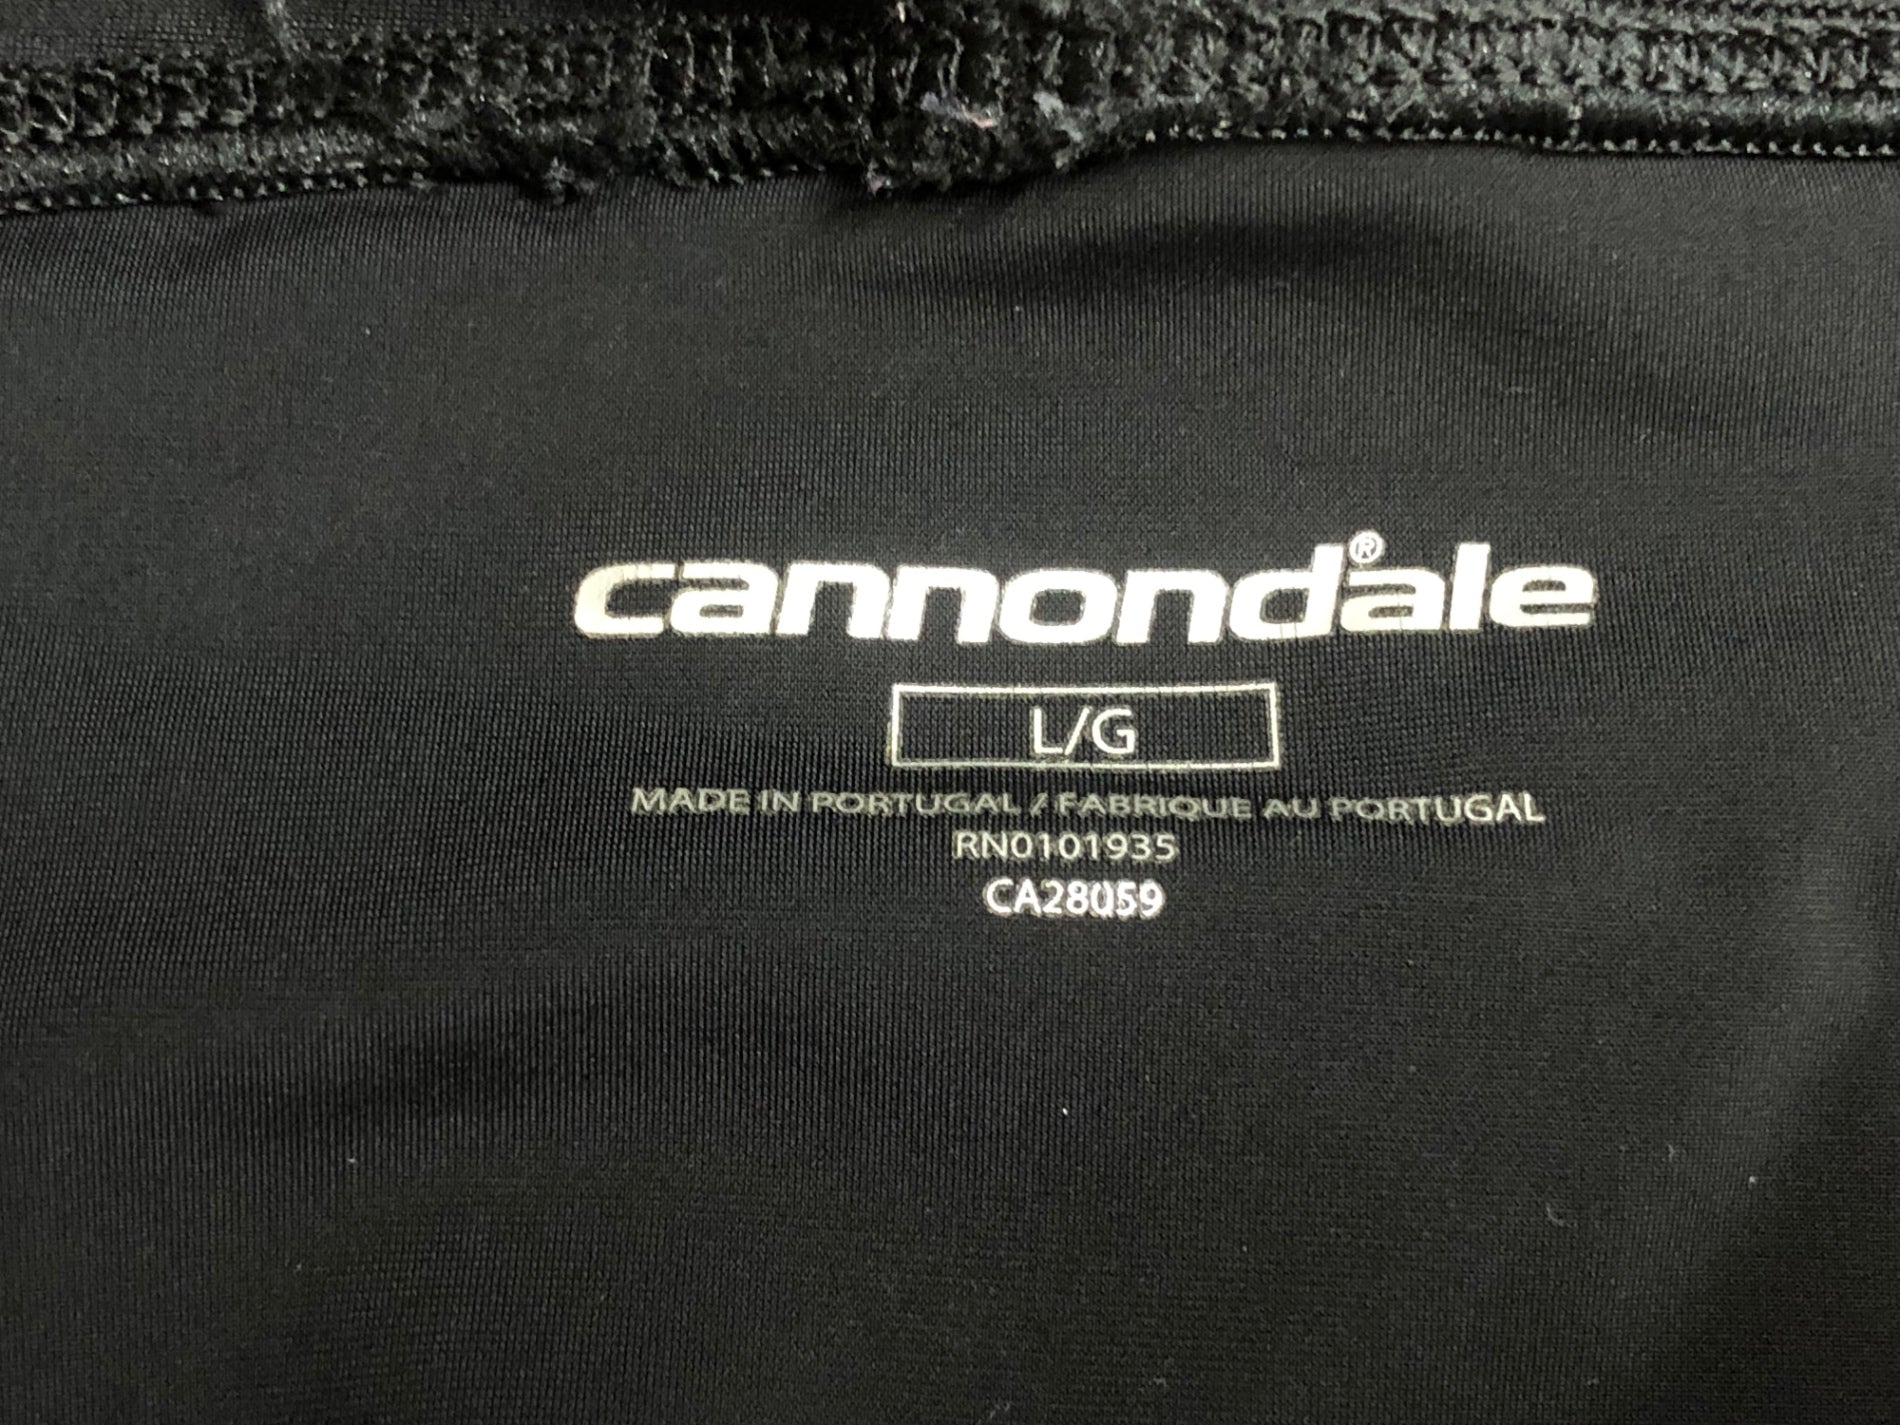 cannondale®
L/G
MADE IN PORTUGAL / FABRIQUE AU PORTUGAL
RN0101935
CA28059